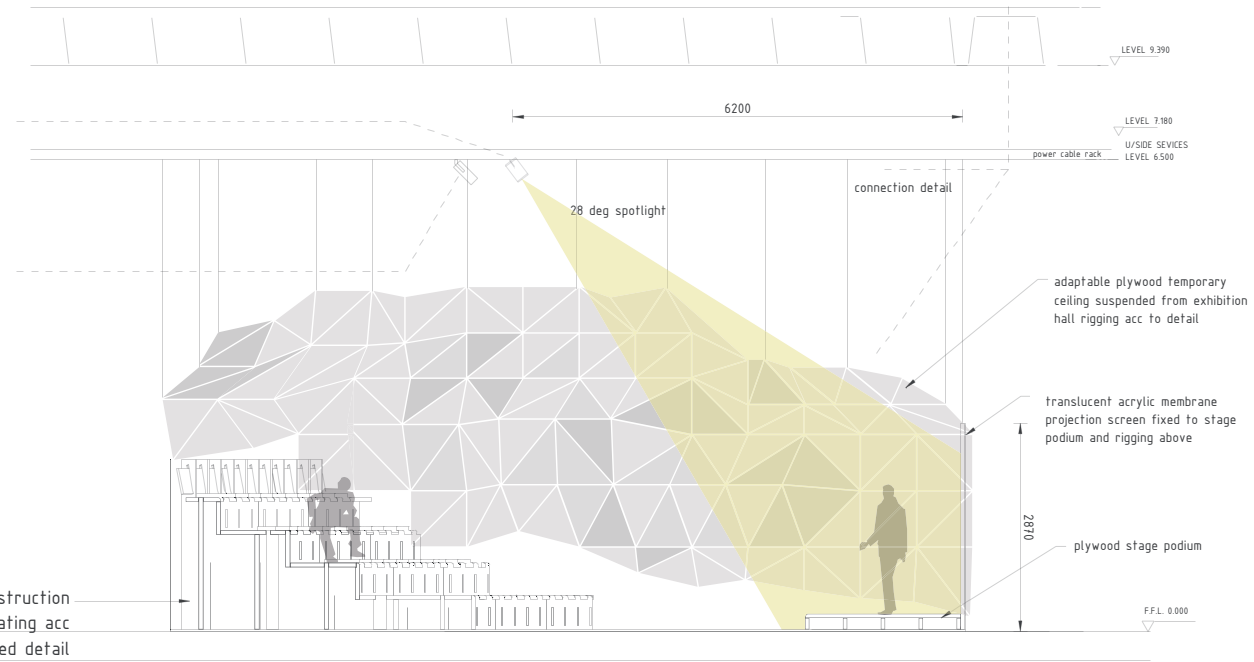 LEVEL 9.390
6200
LEVEL 7.180
U/SIDE SEVICES
power cable rack
LEVEL 6.500
connection detail
28 deg spotlight
adaptable plywood temporary
ceiling suspended from exhibition
hall rigging acc to detail
translucent acrylic membrane
projection screen fixed to stage
podium and rigging above
2870
plywood stage podium
struction
ating acc
ed detail
F.F.L. 0.000